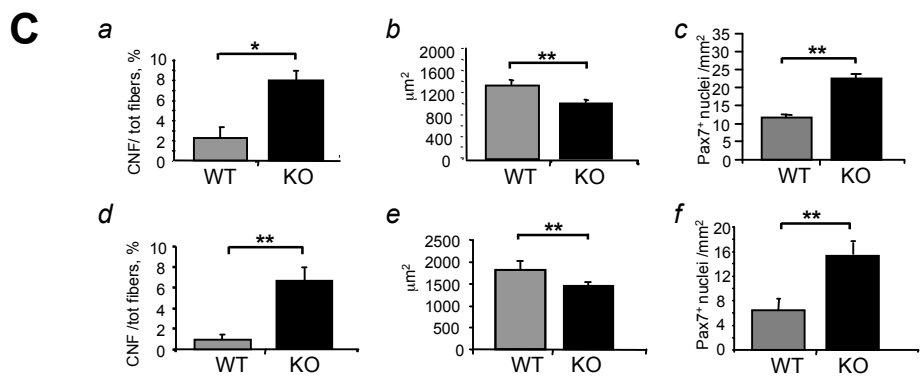 C
a
CNF/ tot fibers, %
10
8
6
4
2
0
*
WT KO
b
μm²
2000
1600
1200
800
400
0
**
WT KO
c
Pax7⁺ nuclei /mm²
35
30
25
20
15
10
5
0
**
WT KO
d
CNF /tot fibers, %
10
8
6
4
2
0
**
WT KO
e
μm²
2500
2000
1500
1000
500
0
**
WT KO
f
Pax7⁺ nuclei /mm²
20
16
12
8
4
0
**
WT KO